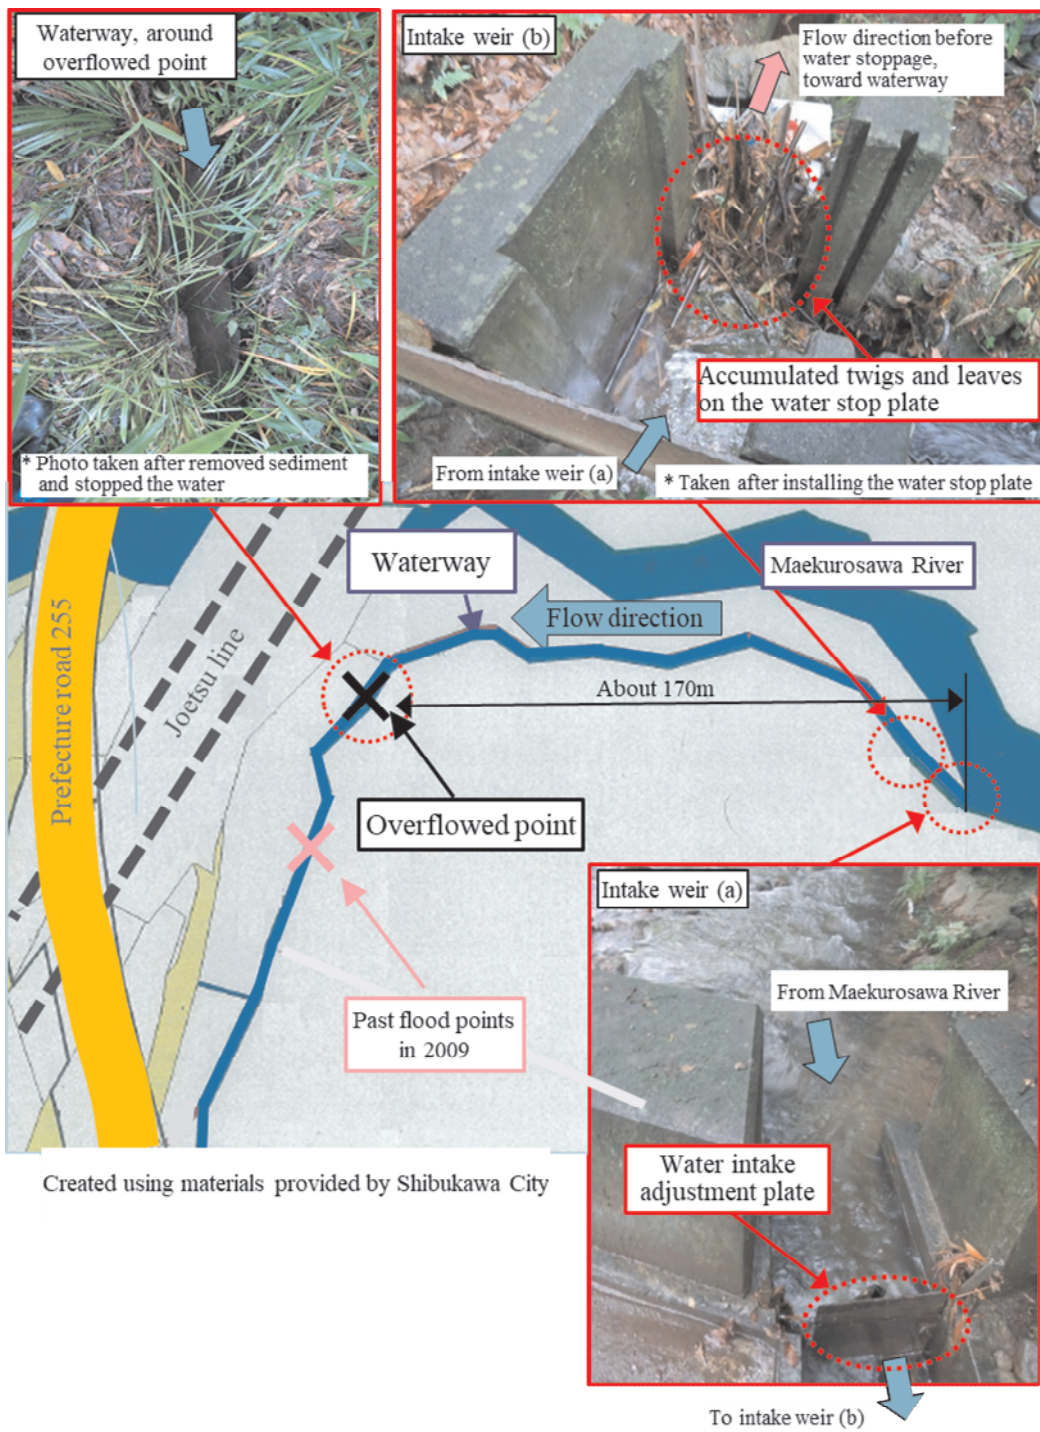 Waterway, around
overflowed point
* Photo taken after removed sediment
and stopped the water
Intake weir (b)
Flow direction before
water stoppage,
toward waterway
Accumulated twigs and leaves
on the water stop plate
From intake weir (a)
* Taken after installing the water stop plate
Waterway
Maekurosawa River
Flow direction
About 170m
Prefecture road 255
Joetsu line
Overflowed point
Past flood points
in 2009
Intake weir (a)
From Maekurosawa River
Water intake
adjustment plate
To intake weir (b)
Created using materials provided by Shibukawa City